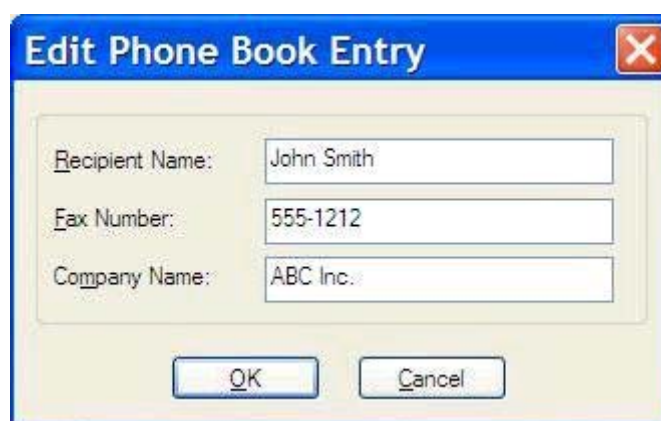 Edit Phone Book Entry
Recipient Name: John Smith
Fax Number: 555-1212
Company Name: ABC Inc.
OK Cancel